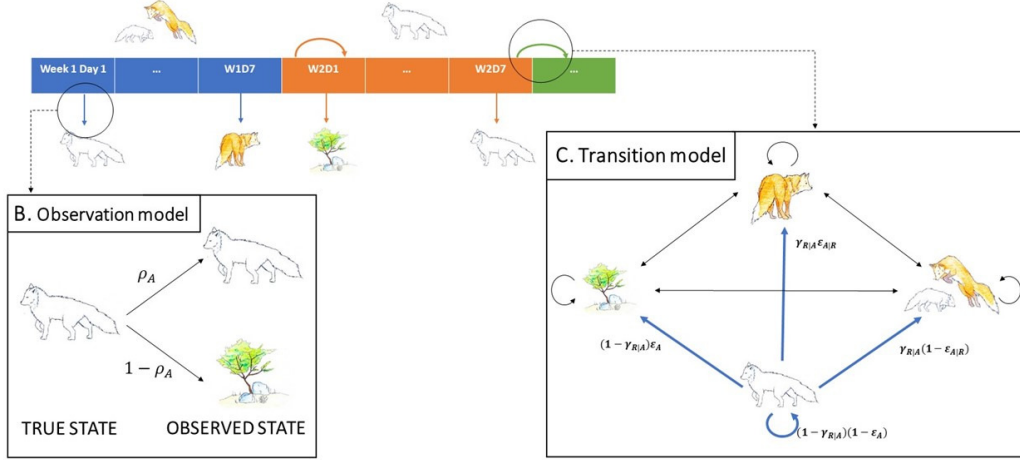 Week 1 Day 1 ... W1D7 W2D1 ... W2D7 ...
B. Observation model
ρ_A
1 − ρ_A
TRUE STATE OBSERVED STATE
C. Transition model
γ_{R|A}ε_{A|R}
(1 − γ_{R|A})ε_A
γ_{R|A}(1 − ε_{A|R})
(1 − γ_{R|A})(1 − ε_A)